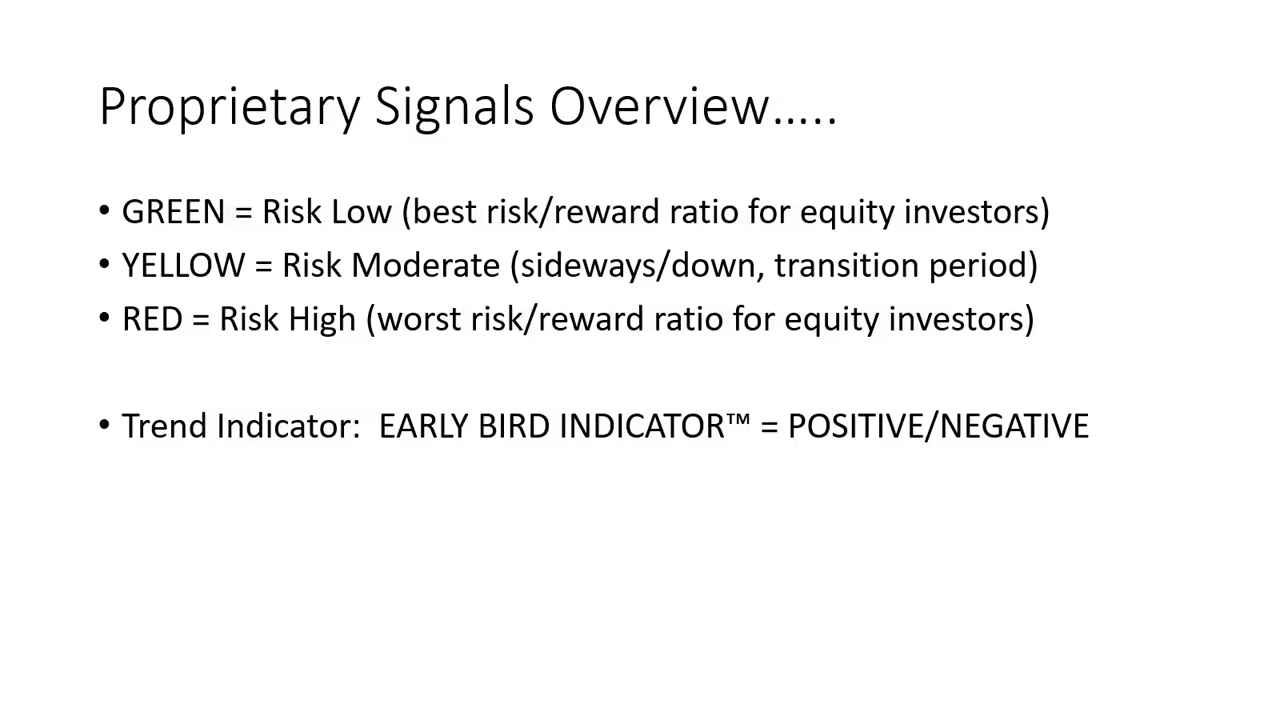 Proprietary Signals Overview…..
• GREEN = Risk Low (best risk/reward ratio for equity investors)
• YELLOW = Risk Moderate (sideways/down, transition period)
• RED = Risk High (worst risk/reward ratio for equity investors)
• Trend Indicator:  EARLY BIRD INDICATOR™ = POSITIVE/NEGATIVE